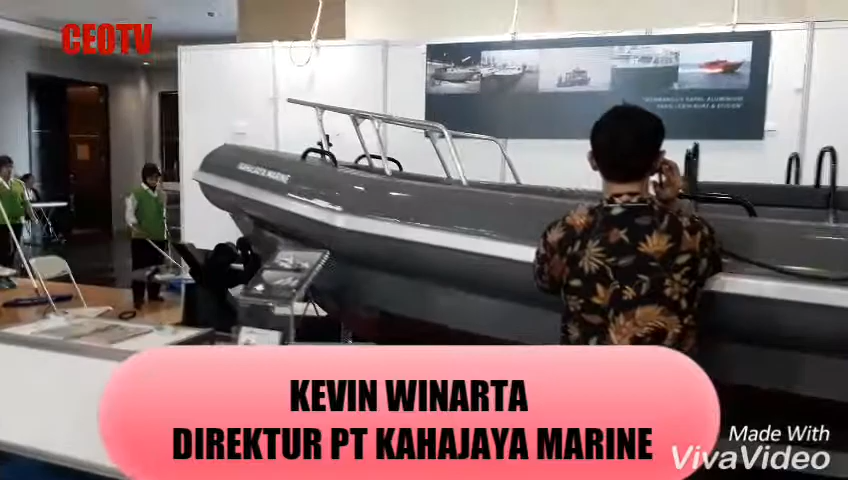 CEOTV
KAHAJAYA MARINE
KEVIN WINARTA
DIREKTUR PT KAHAJAYA MARINE
Made With
VivaVideo